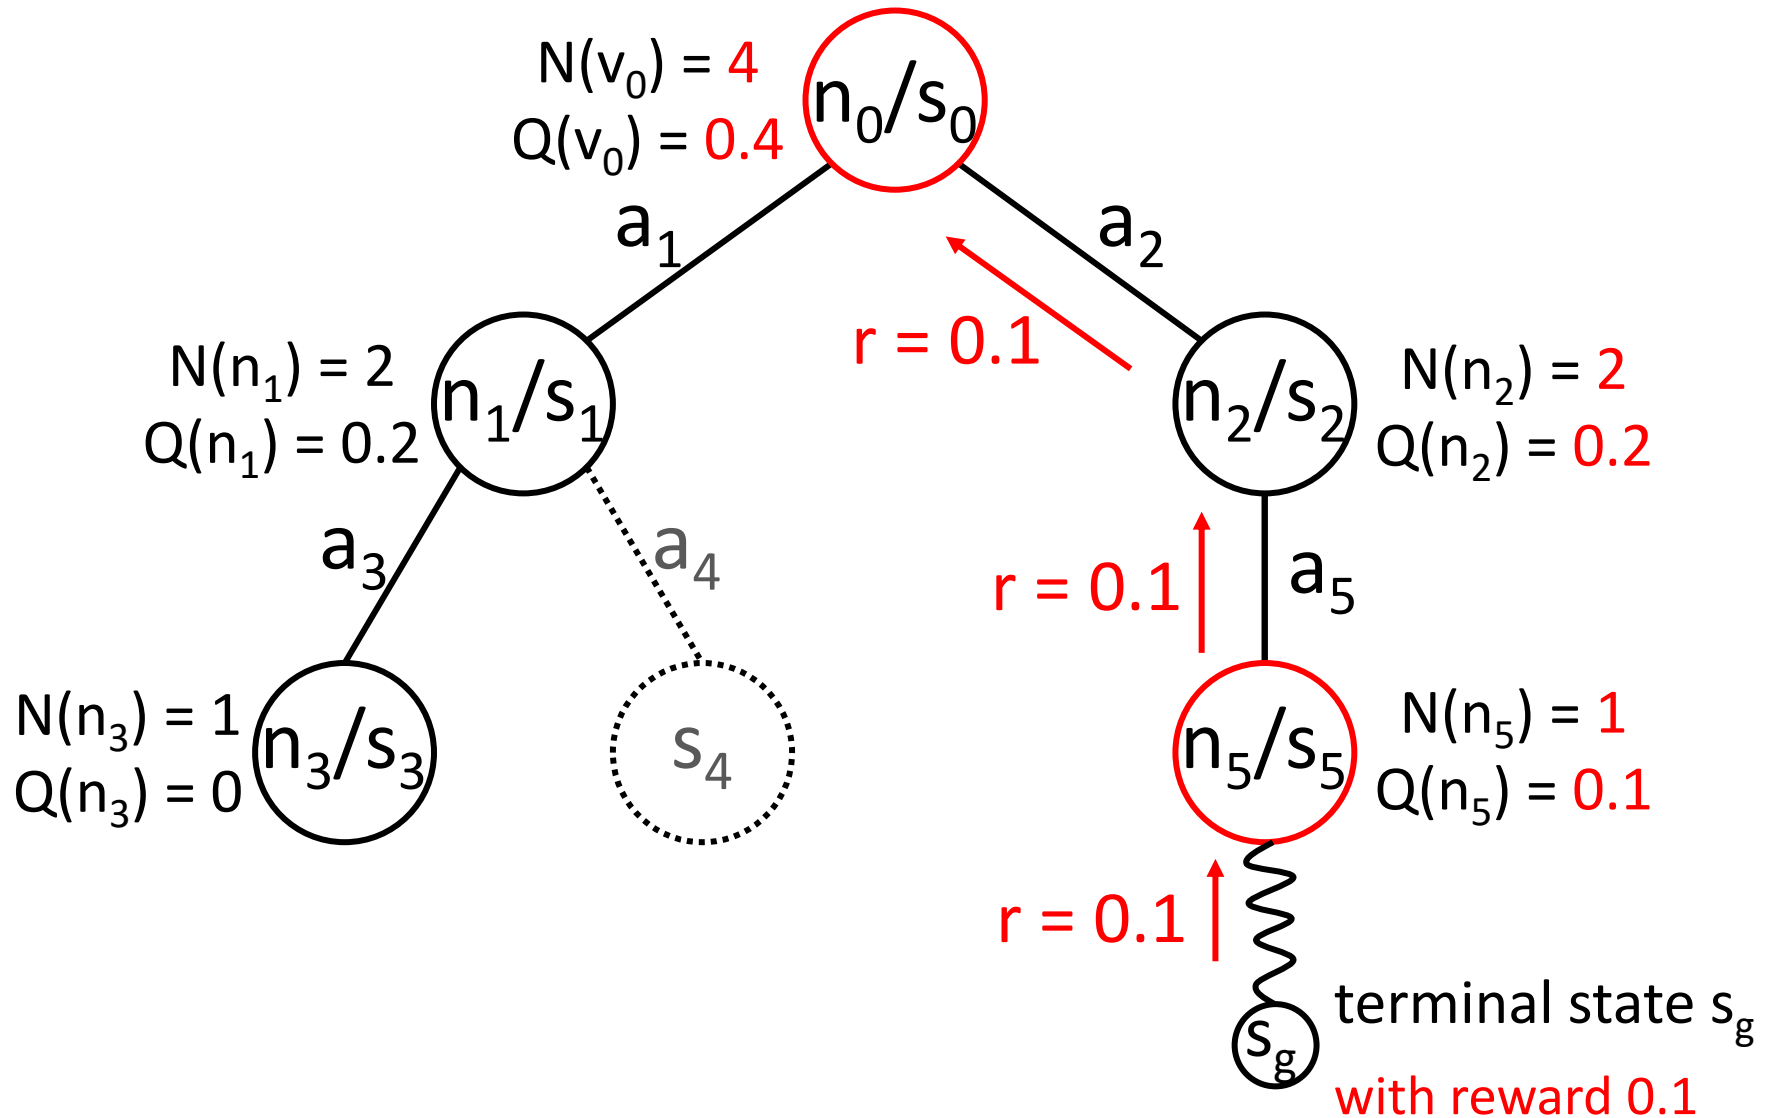 N(v₀) = 4
Q(v₀) = 0.4
n₀/s₀
a₁
a₂
r = 0.1
N(n₁) = 2
Q(n₁) = 0.2
n₁/s₁
n₂/s₂
N(n₂) = 2
Q(n₂) = 0.2
a₃
a₄
r = 0.1
a₅
N(n₃) = 1
Q(n₃) = 0
n₃/s₃
s₄
n₅/s₅
N(n₅) = 1
Q(n₅) = 0.1
r = 0.1
s_g
terminal state s_g
with reward 0.1